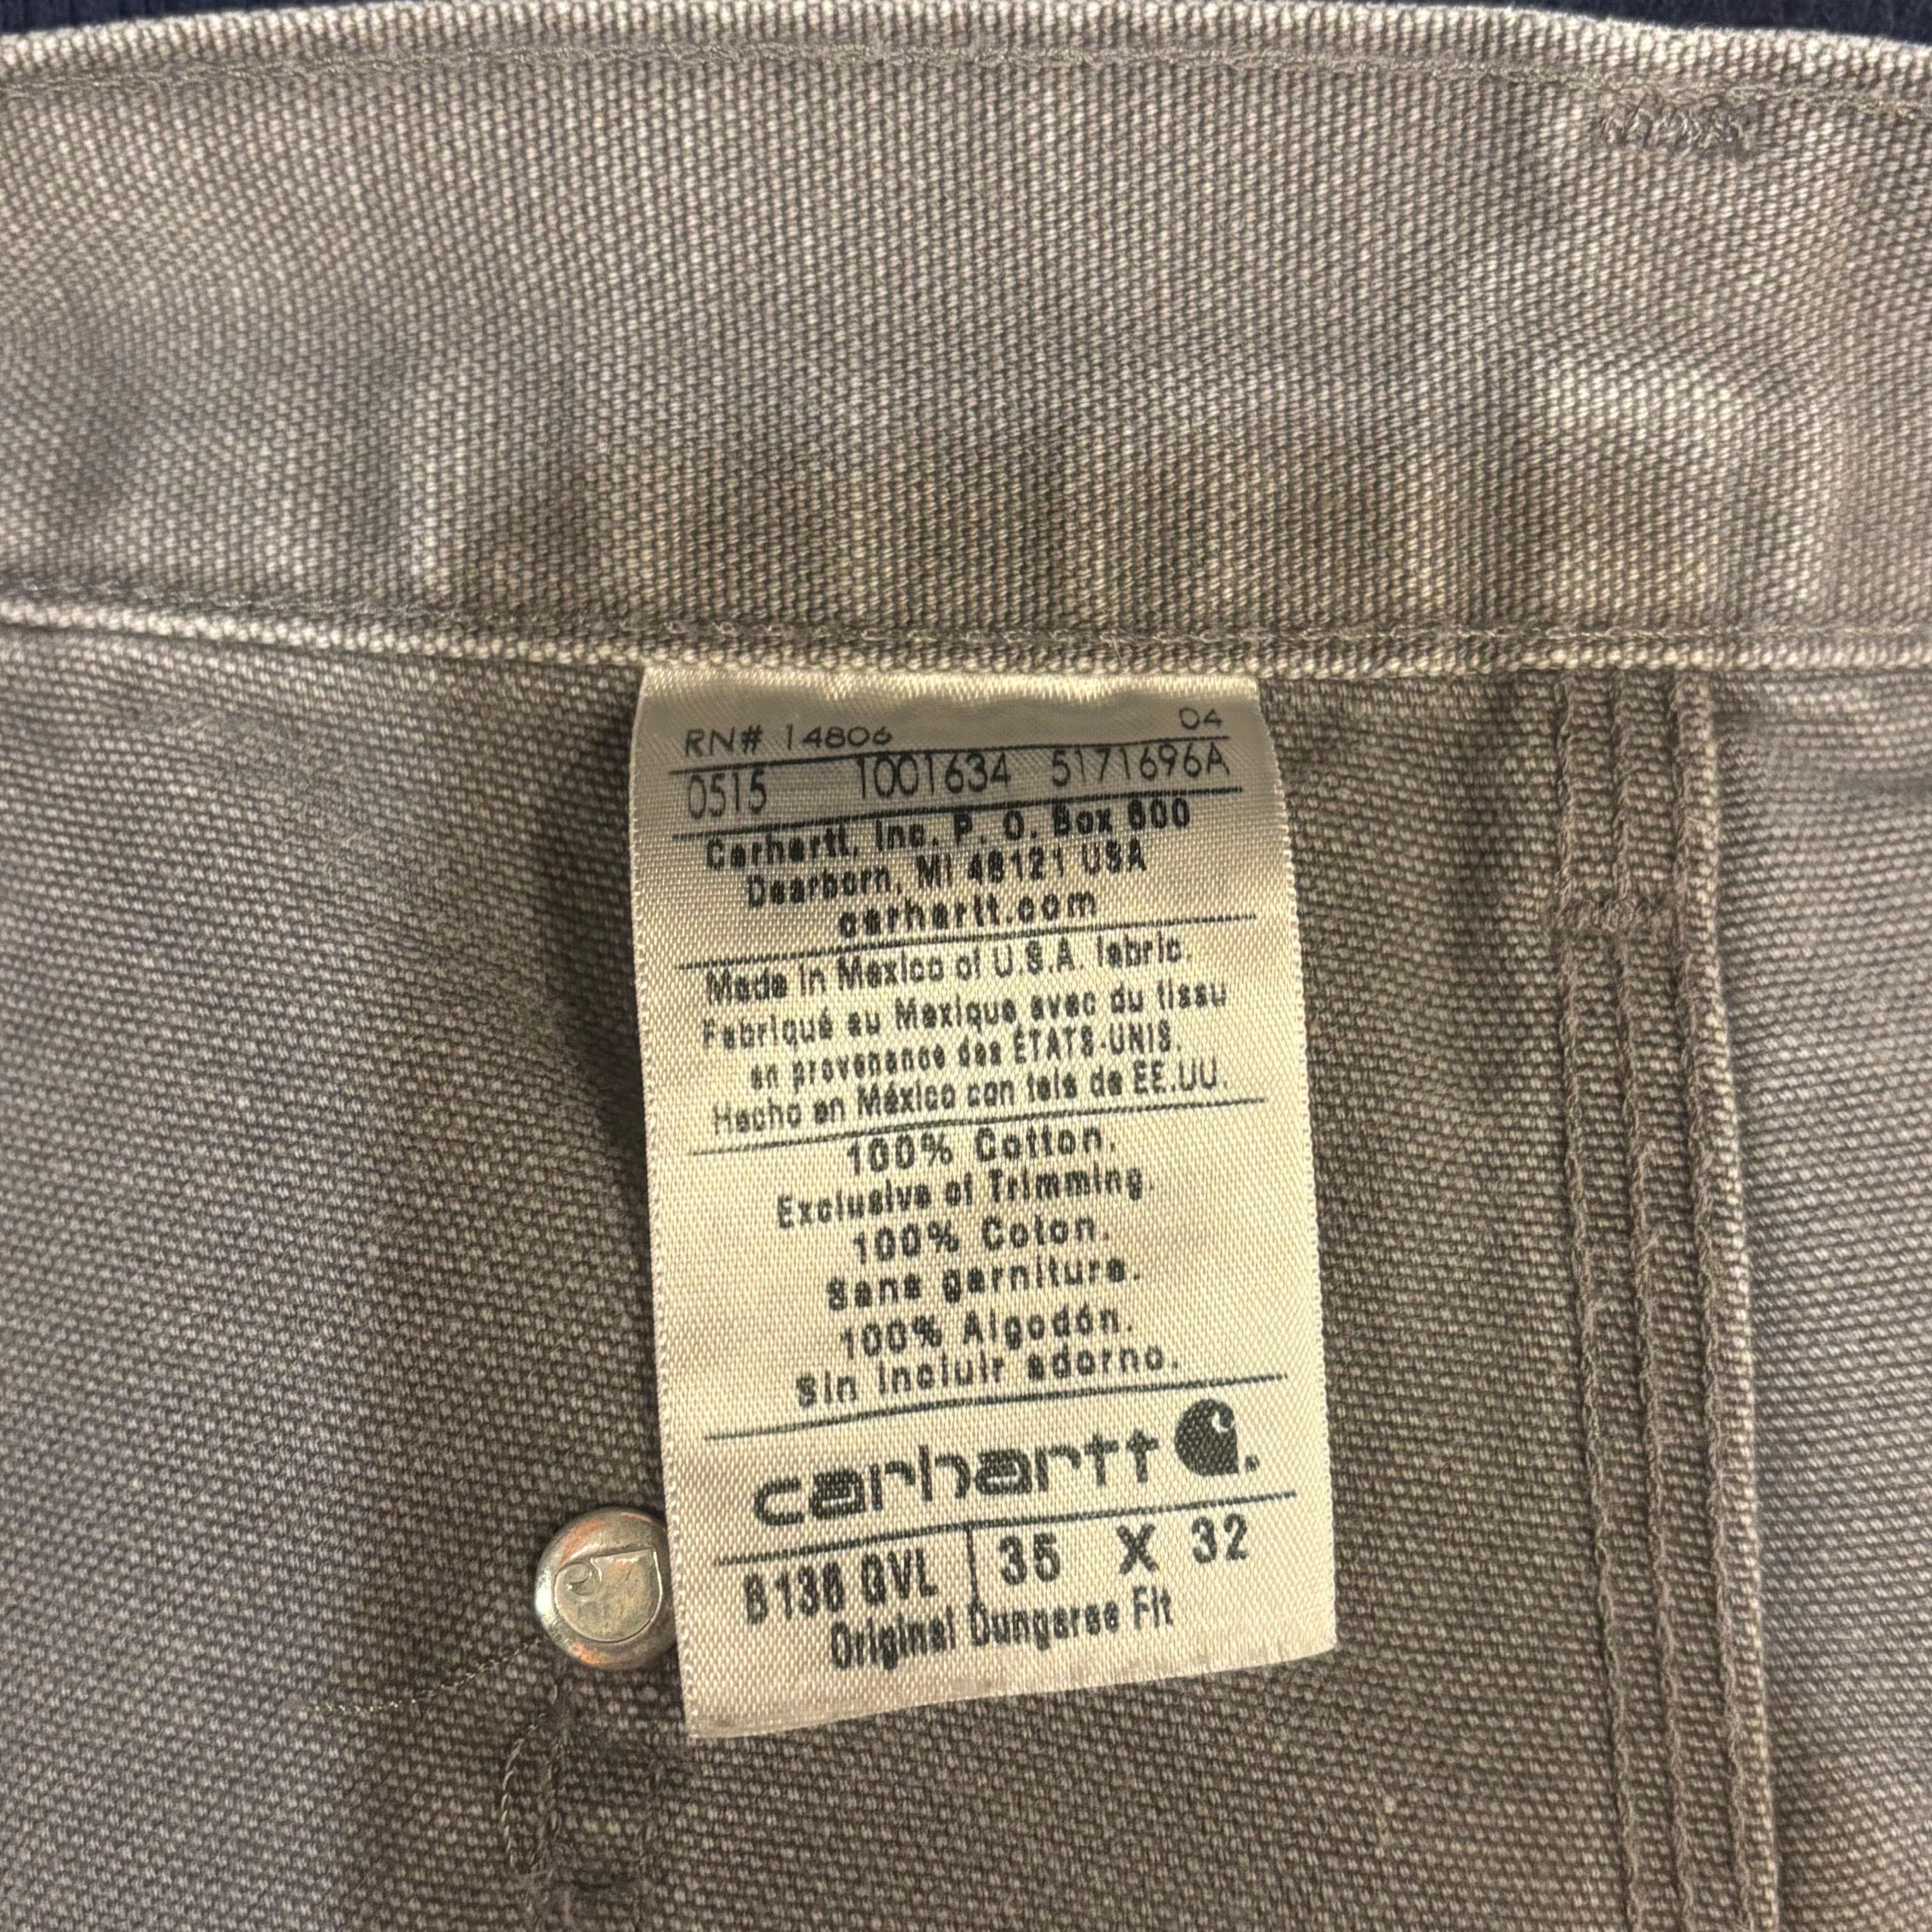 RN# 14806 04
0515 1001634 5171696A
Carhartt, Inc. P. O. Box 600
Dearborn, MI 48121 USA
carhartt.com
Made in Mexico of U.S.A. fabric.
Fabriqué au Mexique avec du tissu
en provenance des ÉTATS-UNIS.
Hecho en México con tela de EE.UU.
100% Cotton.
Exclusive of Trimming.
100% Coton.
Sans garniture.
100% Algodón.
Sin incluir adorno.
carhartt
B136 GVL 35 X 32
Original Dungaree Fit